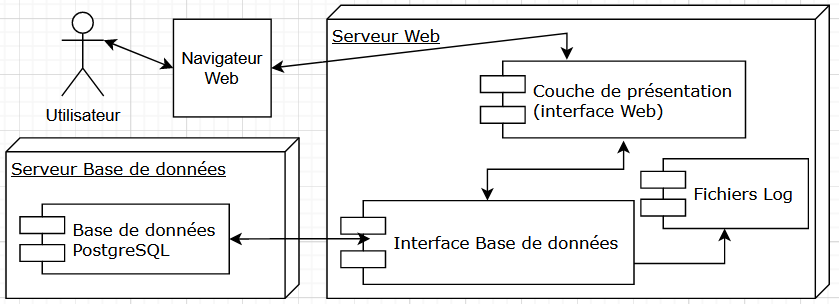 Serveur Web
Navigateur
Web
Utilisateur
Couche de présentation
(interface Web)
Serveur Base de données
Fichiers Log
Base de données
PostgreSQL
Interface Base de données